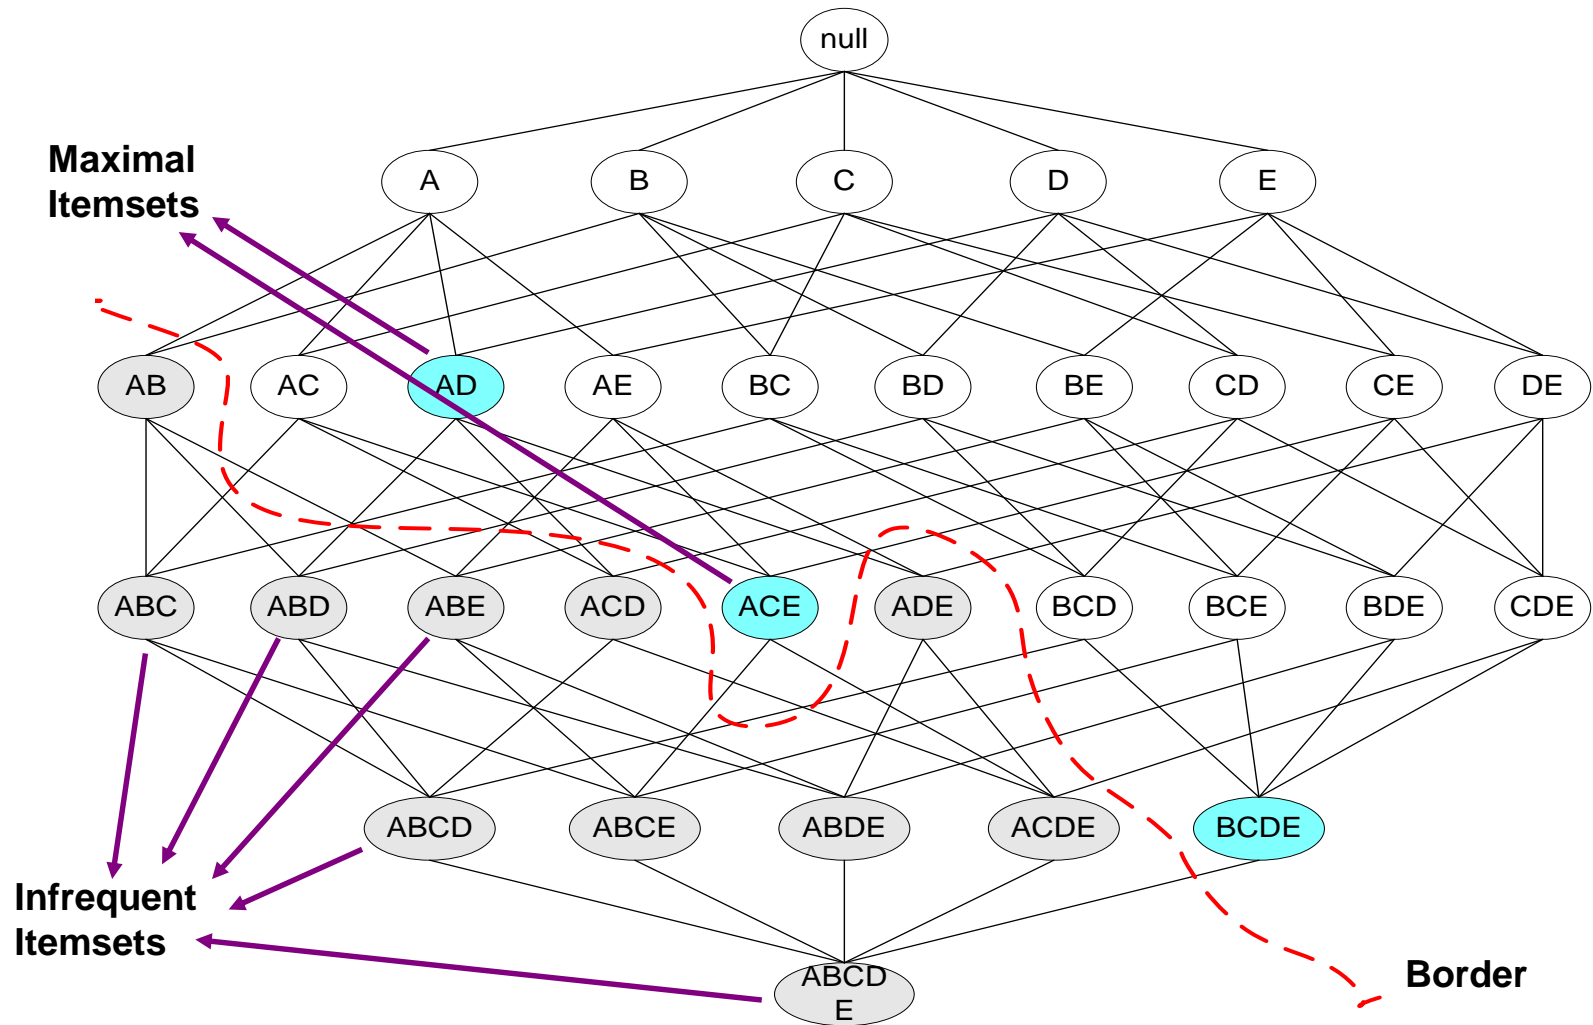 null
Maximal
Itemsets
A B C D E
AB AC AD AE BC BD BE CD CE DE
ABC ABD ABE ACD ACE ADE BCD BCE BDE CDE
ABCD ABCE ABDE ACDE BCDE
Infrequent
Itemsets
ABCD
E
Border